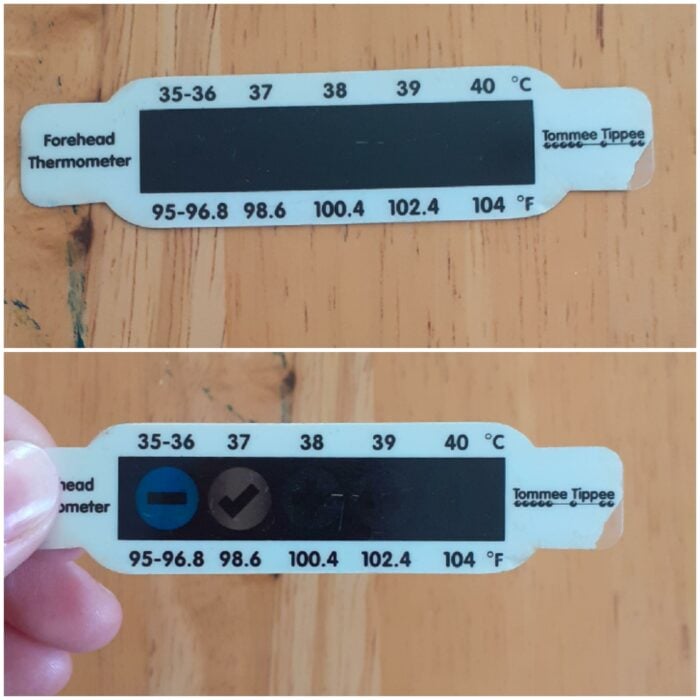 35-36 37 38 39 40 °C
Forehead
Thermometer
Tommee Tippee
95-96.8 98.6 100.4 102.4 104 °F
35-36 37 38 39 40 °C
head
ometer
Tommee Tippee
95-96.8 98.6 100.4 102.4 104 °F